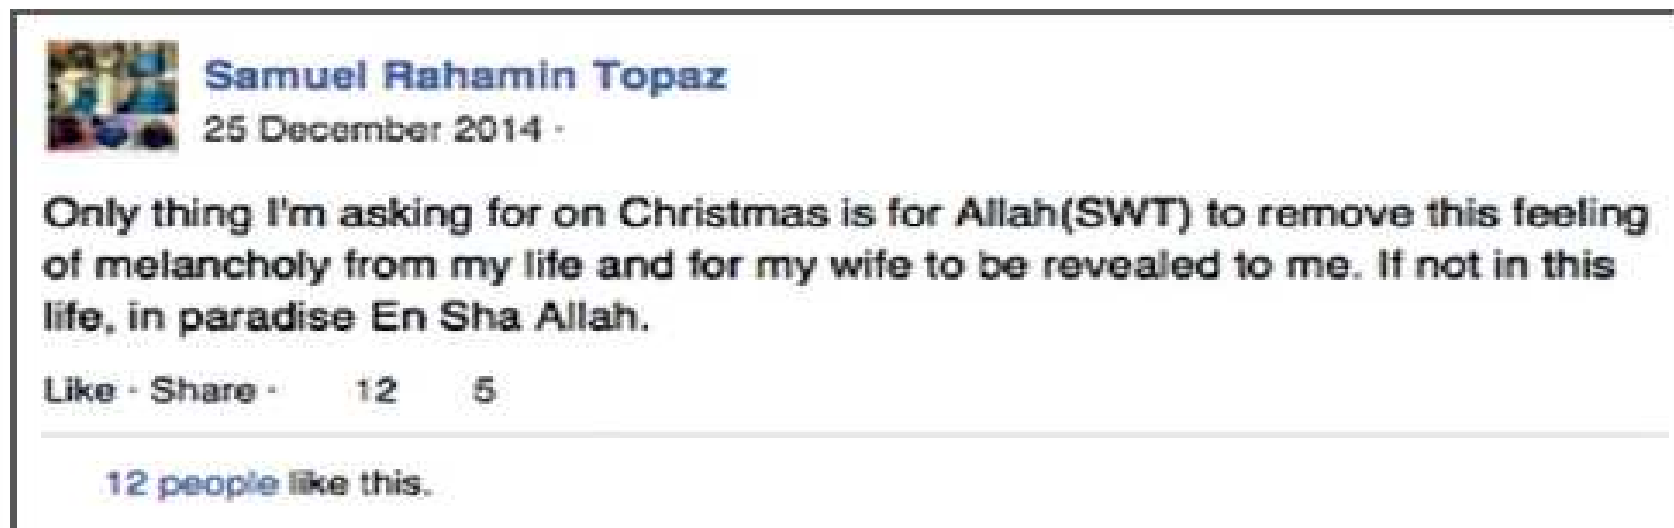 Samuel Rahamin Topaz
25 December 2014 ·
Only thing I'm asking for on Christmas is for Allah(SWT) to remove this feeling
of melancholy from my life and for my wife to be revealed to me. If not in this
life, in paradise En Sha Allah.
Like · Share · 12 5
12 people like this.